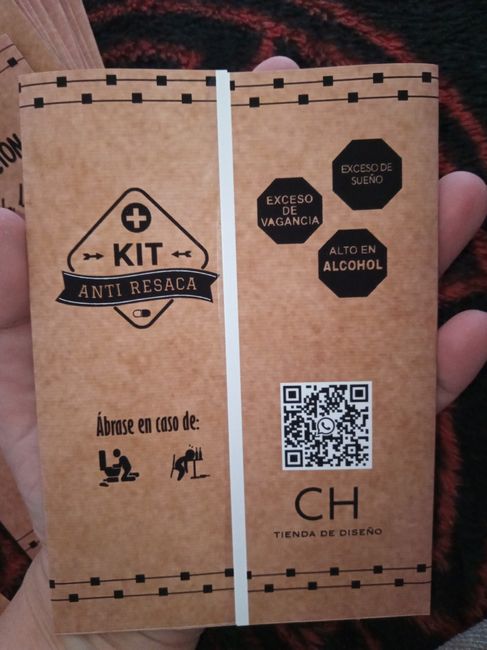 KIT
ANTI RESACA
Ábrase en caso de:
EXCESO DE
SUEÑO
EXCESO
DE
VAGANCIA
ALTO EN
ALCOHOL
CH
TIENDA DE DISEÑO